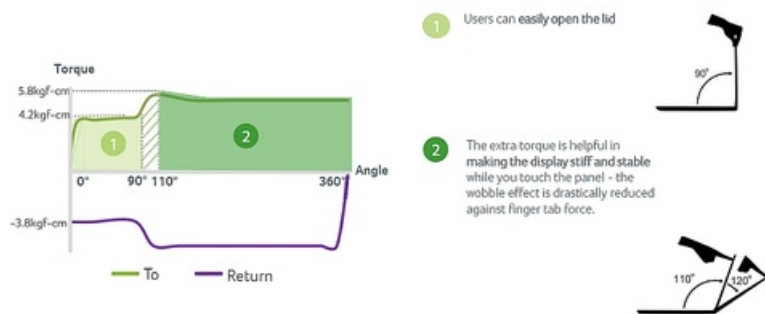 Torque
5.8kgf-cm
4.2kgf-cm
1
2
Angle
0°
90°
110°
360°
-3.8kgf-cm
To
Return
1
Users can easily open the lid
90°
2
The extra torque is helpful in
making the display stiff and stable
while you touch the panel - the
wobble effect is drastically reduced
against finger tab force.
110°
120°